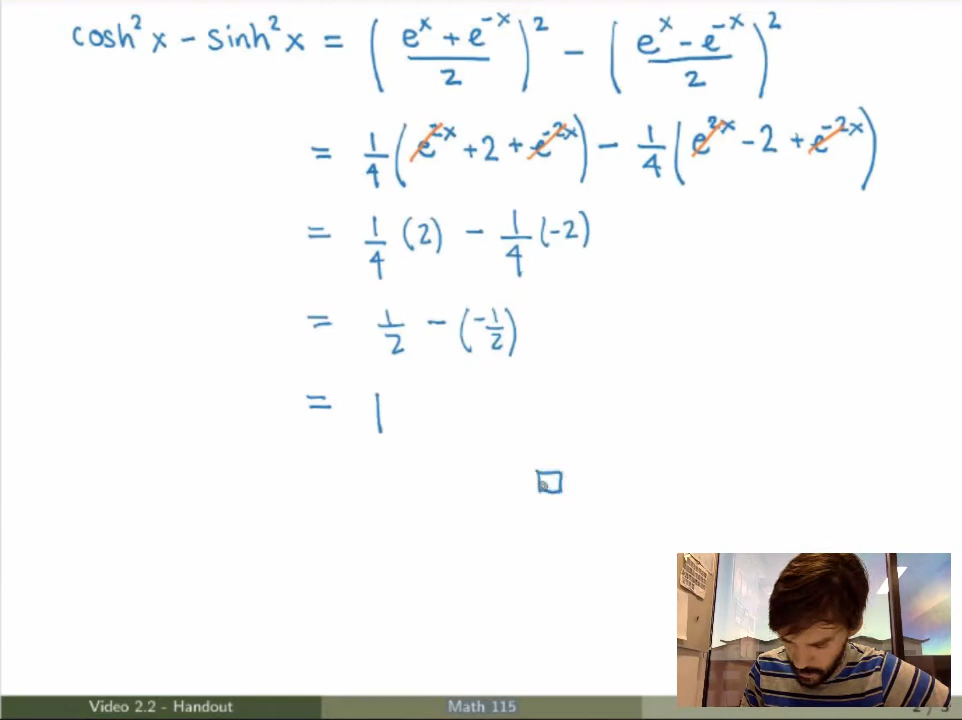 cosh²x − sinh²x = ( (eˣ + e⁻ˣ)/2 )² − ( (eˣ − e⁻ˣ)/2 )²
= 1/4 (e²ˣ + 2 + e⁻²ˣ) − 1/4 (e²ˣ − 2 + e⁻²ˣ)
= 1/4 (2) − 1/4 (−2)
= 1/2 − (−1/2)
= 1
□
Video 2.2 - Handout Math 115